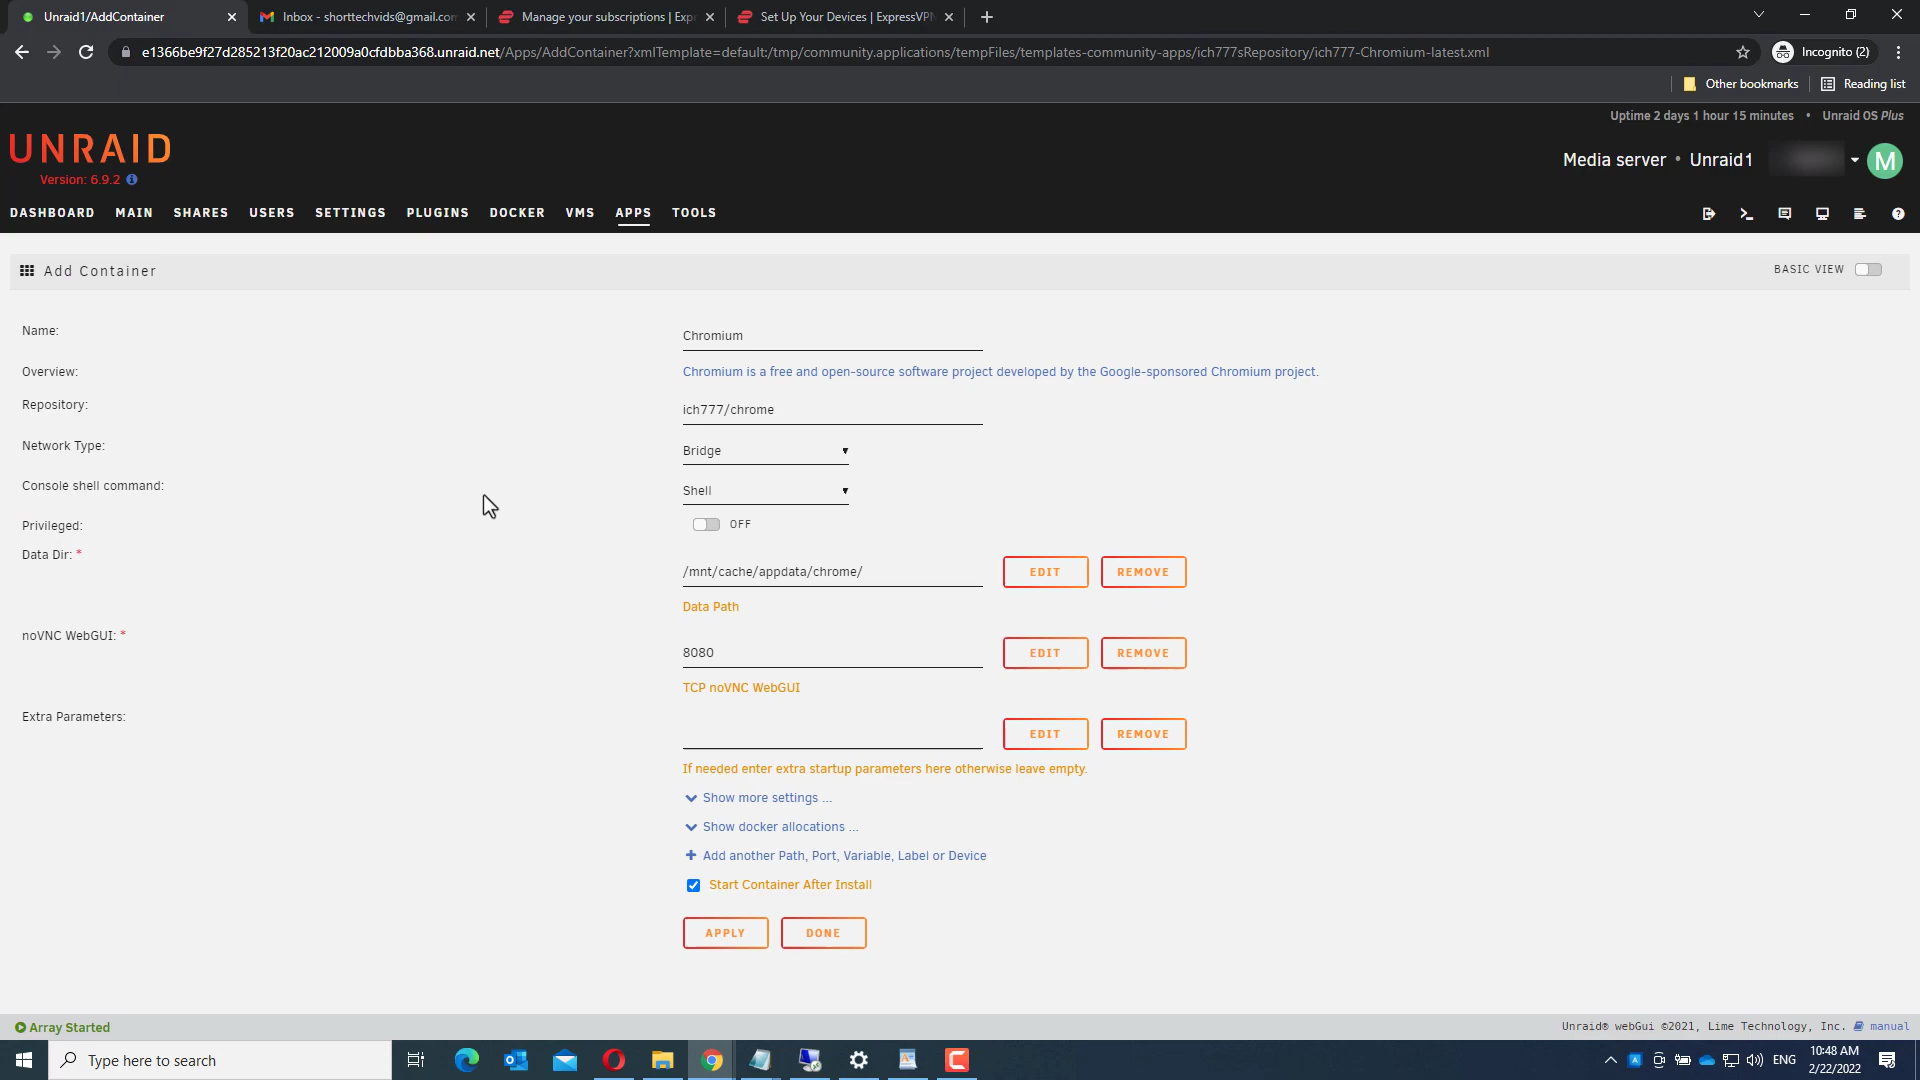 Unraid1/AddContainer
Inbox - shorttechvids@gmail.com
Manage your subscriptions | Exp
Set Up Your Devices | ExpressVPN
e1366be9f27d285213f20ac212009a0cfdbba368.unraid.net/Apps/AddContainer?xmlTemplate=default:/tmp/community.applications/tempFiles/templates-community-apps/ich777sRepository/ich777-Chromium-latest.xml
Incognito (2)
Other bookmarks
Reading list
Uptime 2 days 1 hour 15 minutes • Unraid OS Plus
UNRAID
Version: 6.9.2
Media server • Unraid1
M
DASHBOARD MAIN SHARES USERS SETTINGS PLUGINS DOCKER VMS APPS TOOLS
Add Container
BASIC VIEW
Name:
Chromium
Overview:
Chromium is a free and open-source software project developed by the Google-sponsored Chromium project.
Repository:
ich777/chrome
Network Type:
Bridge
Console shell command:
Shell
Privileged:
OFF
Data Dir: *
/mnt/cache/appdata/chrome/
EDIT REMOVE
Data Path
noVNC WebGUI: *
8080
EDIT REMOVE
TCP noVNC WebGUI
Extra Parameters:
EDIT REMOVE
If needed enter extra startup parameters here otherwise leave empty.
Show more settings ...
Show docker allocations ...
Add another Path, Port, Variable, Label or Device
Start Container After Install
APPLY DONE
Array Started
Unraid® webGui ©2021, Lime Technology, Inc. manual
Type here to search
ENG
10:48 AM
2/22/2022